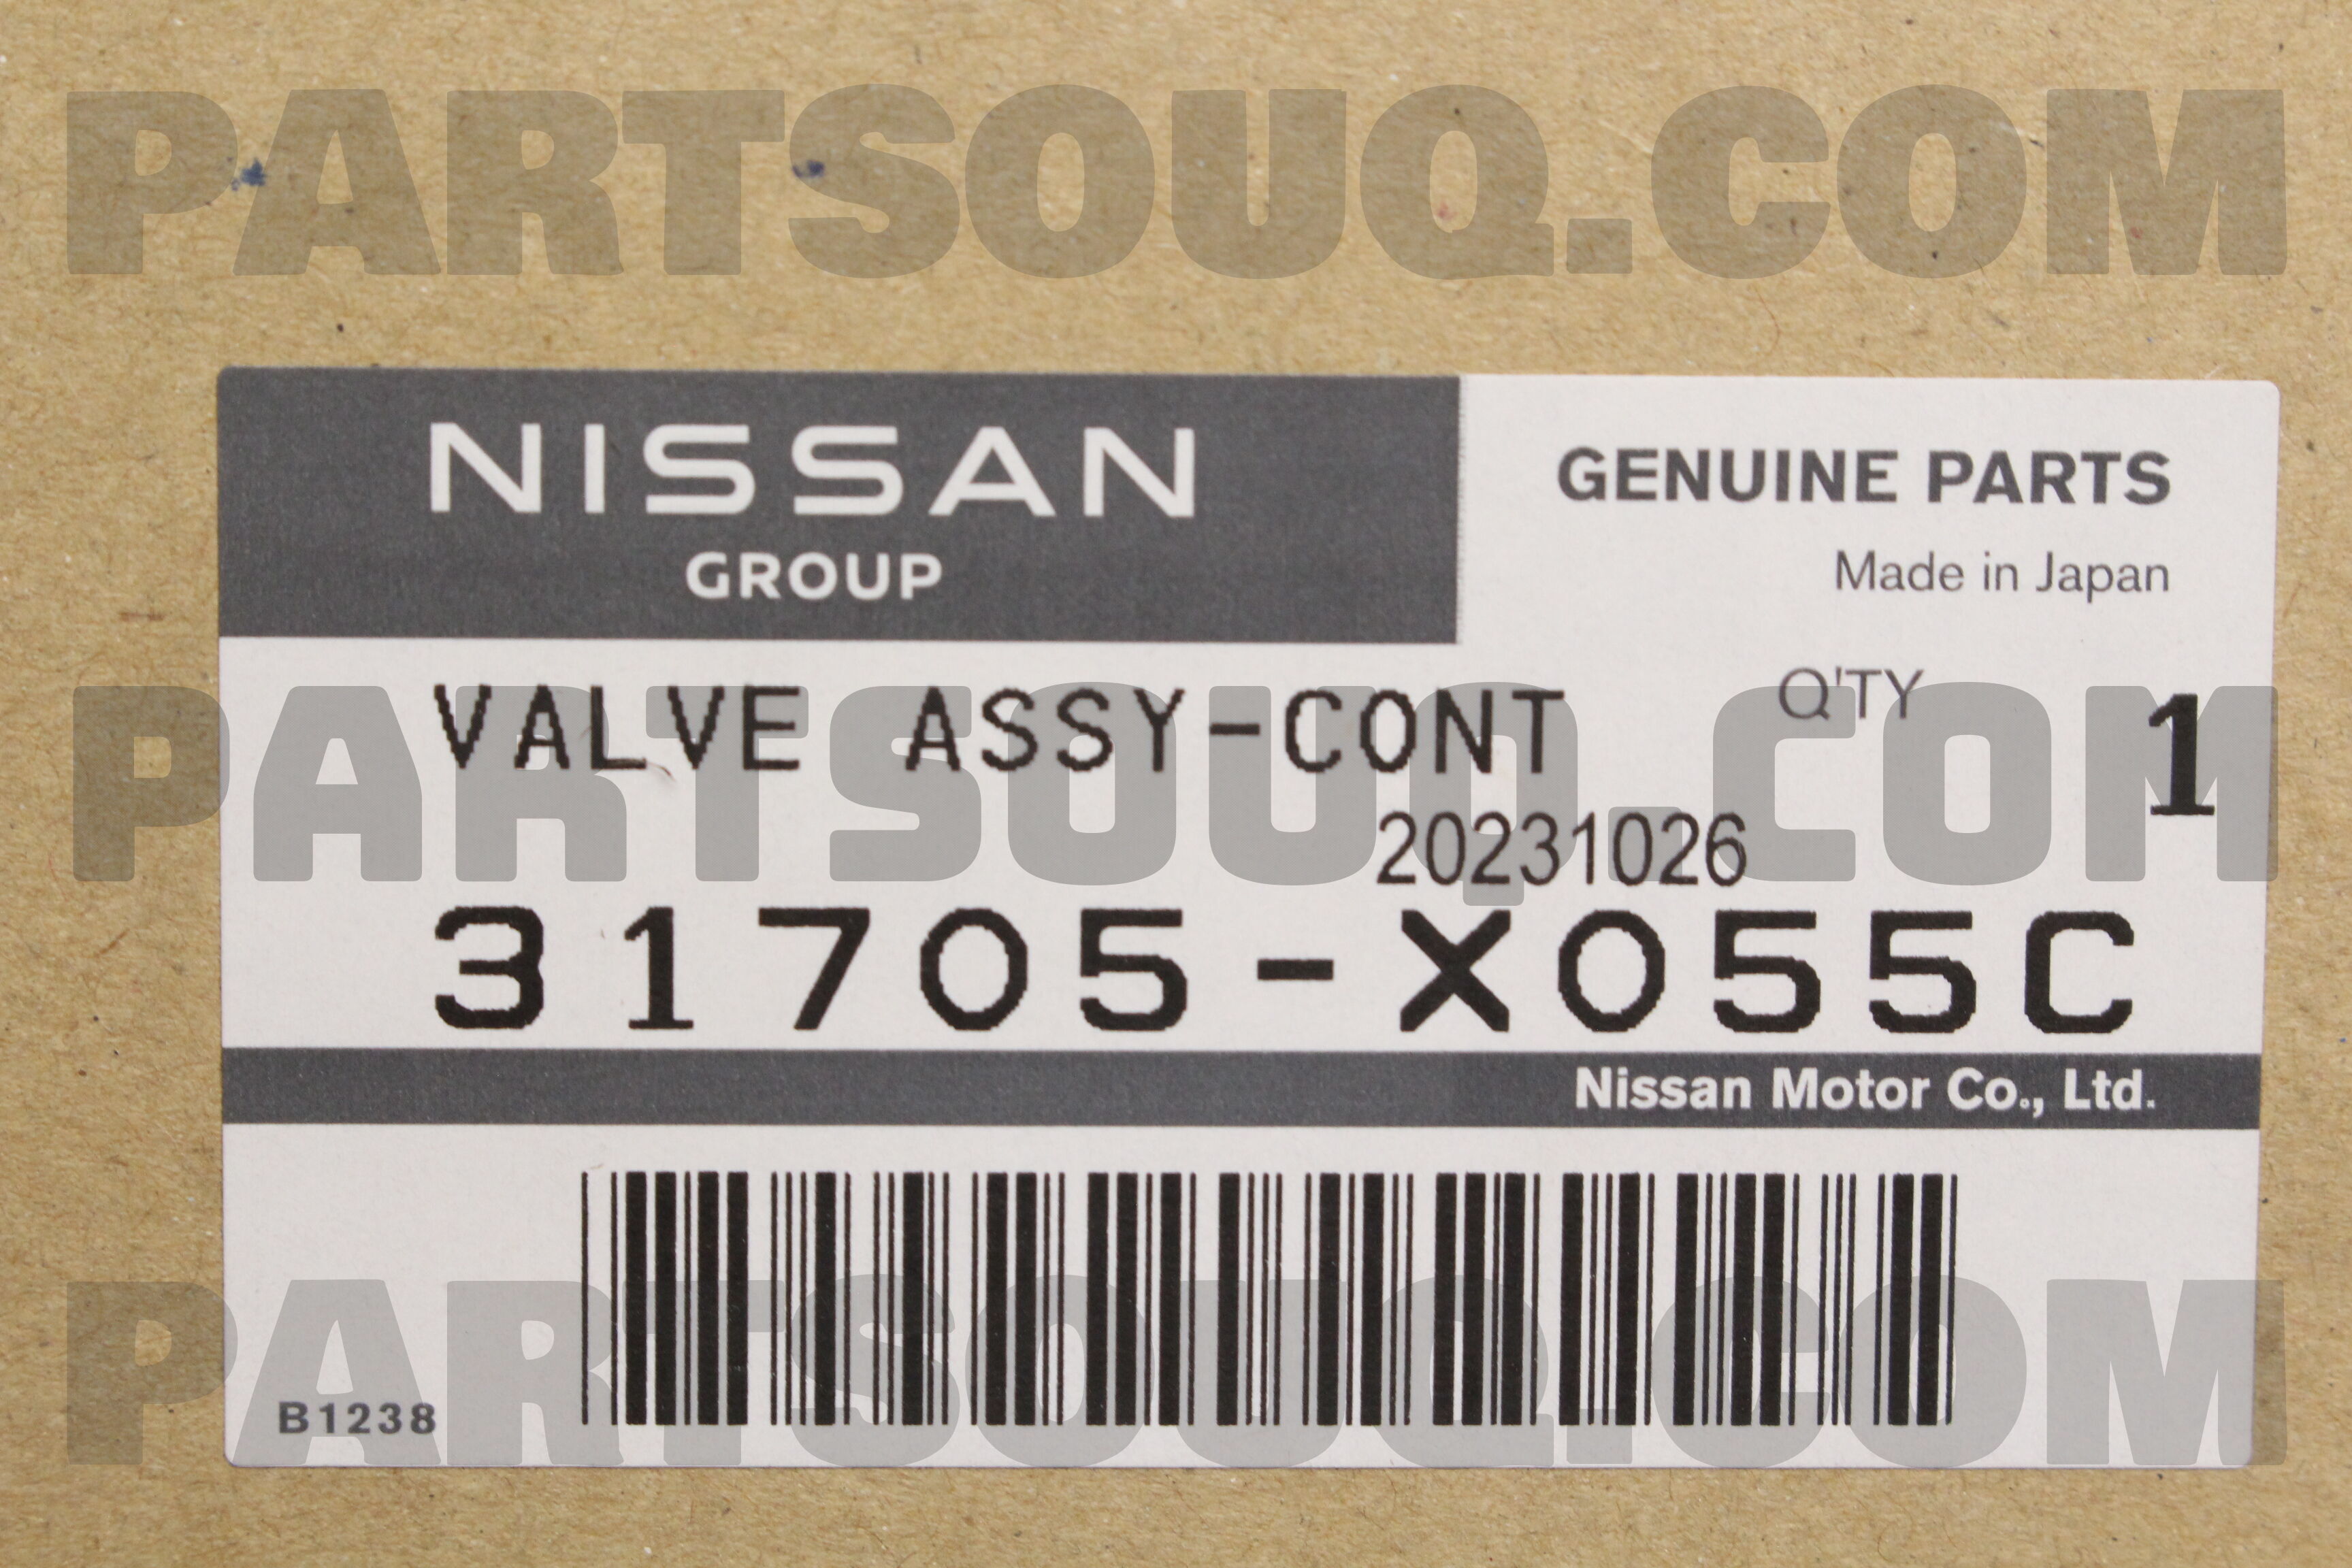 PARTSOUQ.COM
NISSAN
GROUP
GENUINE PARTS
Made in Japan
VALVE ASSY-CONT
Q'TY
1
PARTSOUQ.COM
20231026
31705-X055C
Nissan Motor Co., Ltd.
PARTSOUQ.COM
B1238